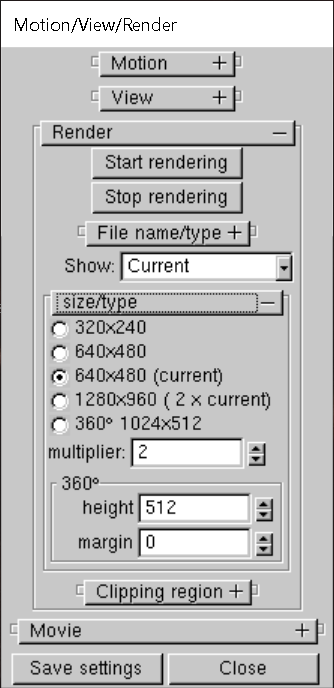 Motion/View/Render
Motion +
View +
Render −
Start rendering
Stop rendering
File name/type +
Show: Current
size/type −
320x240
640x480
640x480 (current)
1280x960 ( 2 x current)
360° 1024x512
multiplier: 2
360°
height 512
margin 0
Clipping region +
Movie +
Save settings Close